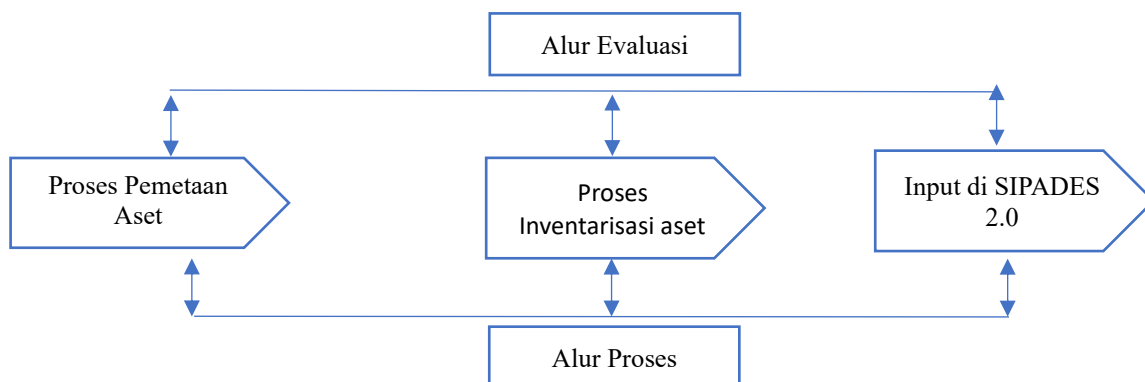 Alur Evaluasi
Proses Pemetaan
Aset
Proses
Inventarisasi aset
Input di SIPADES
2.0
Alur Proses